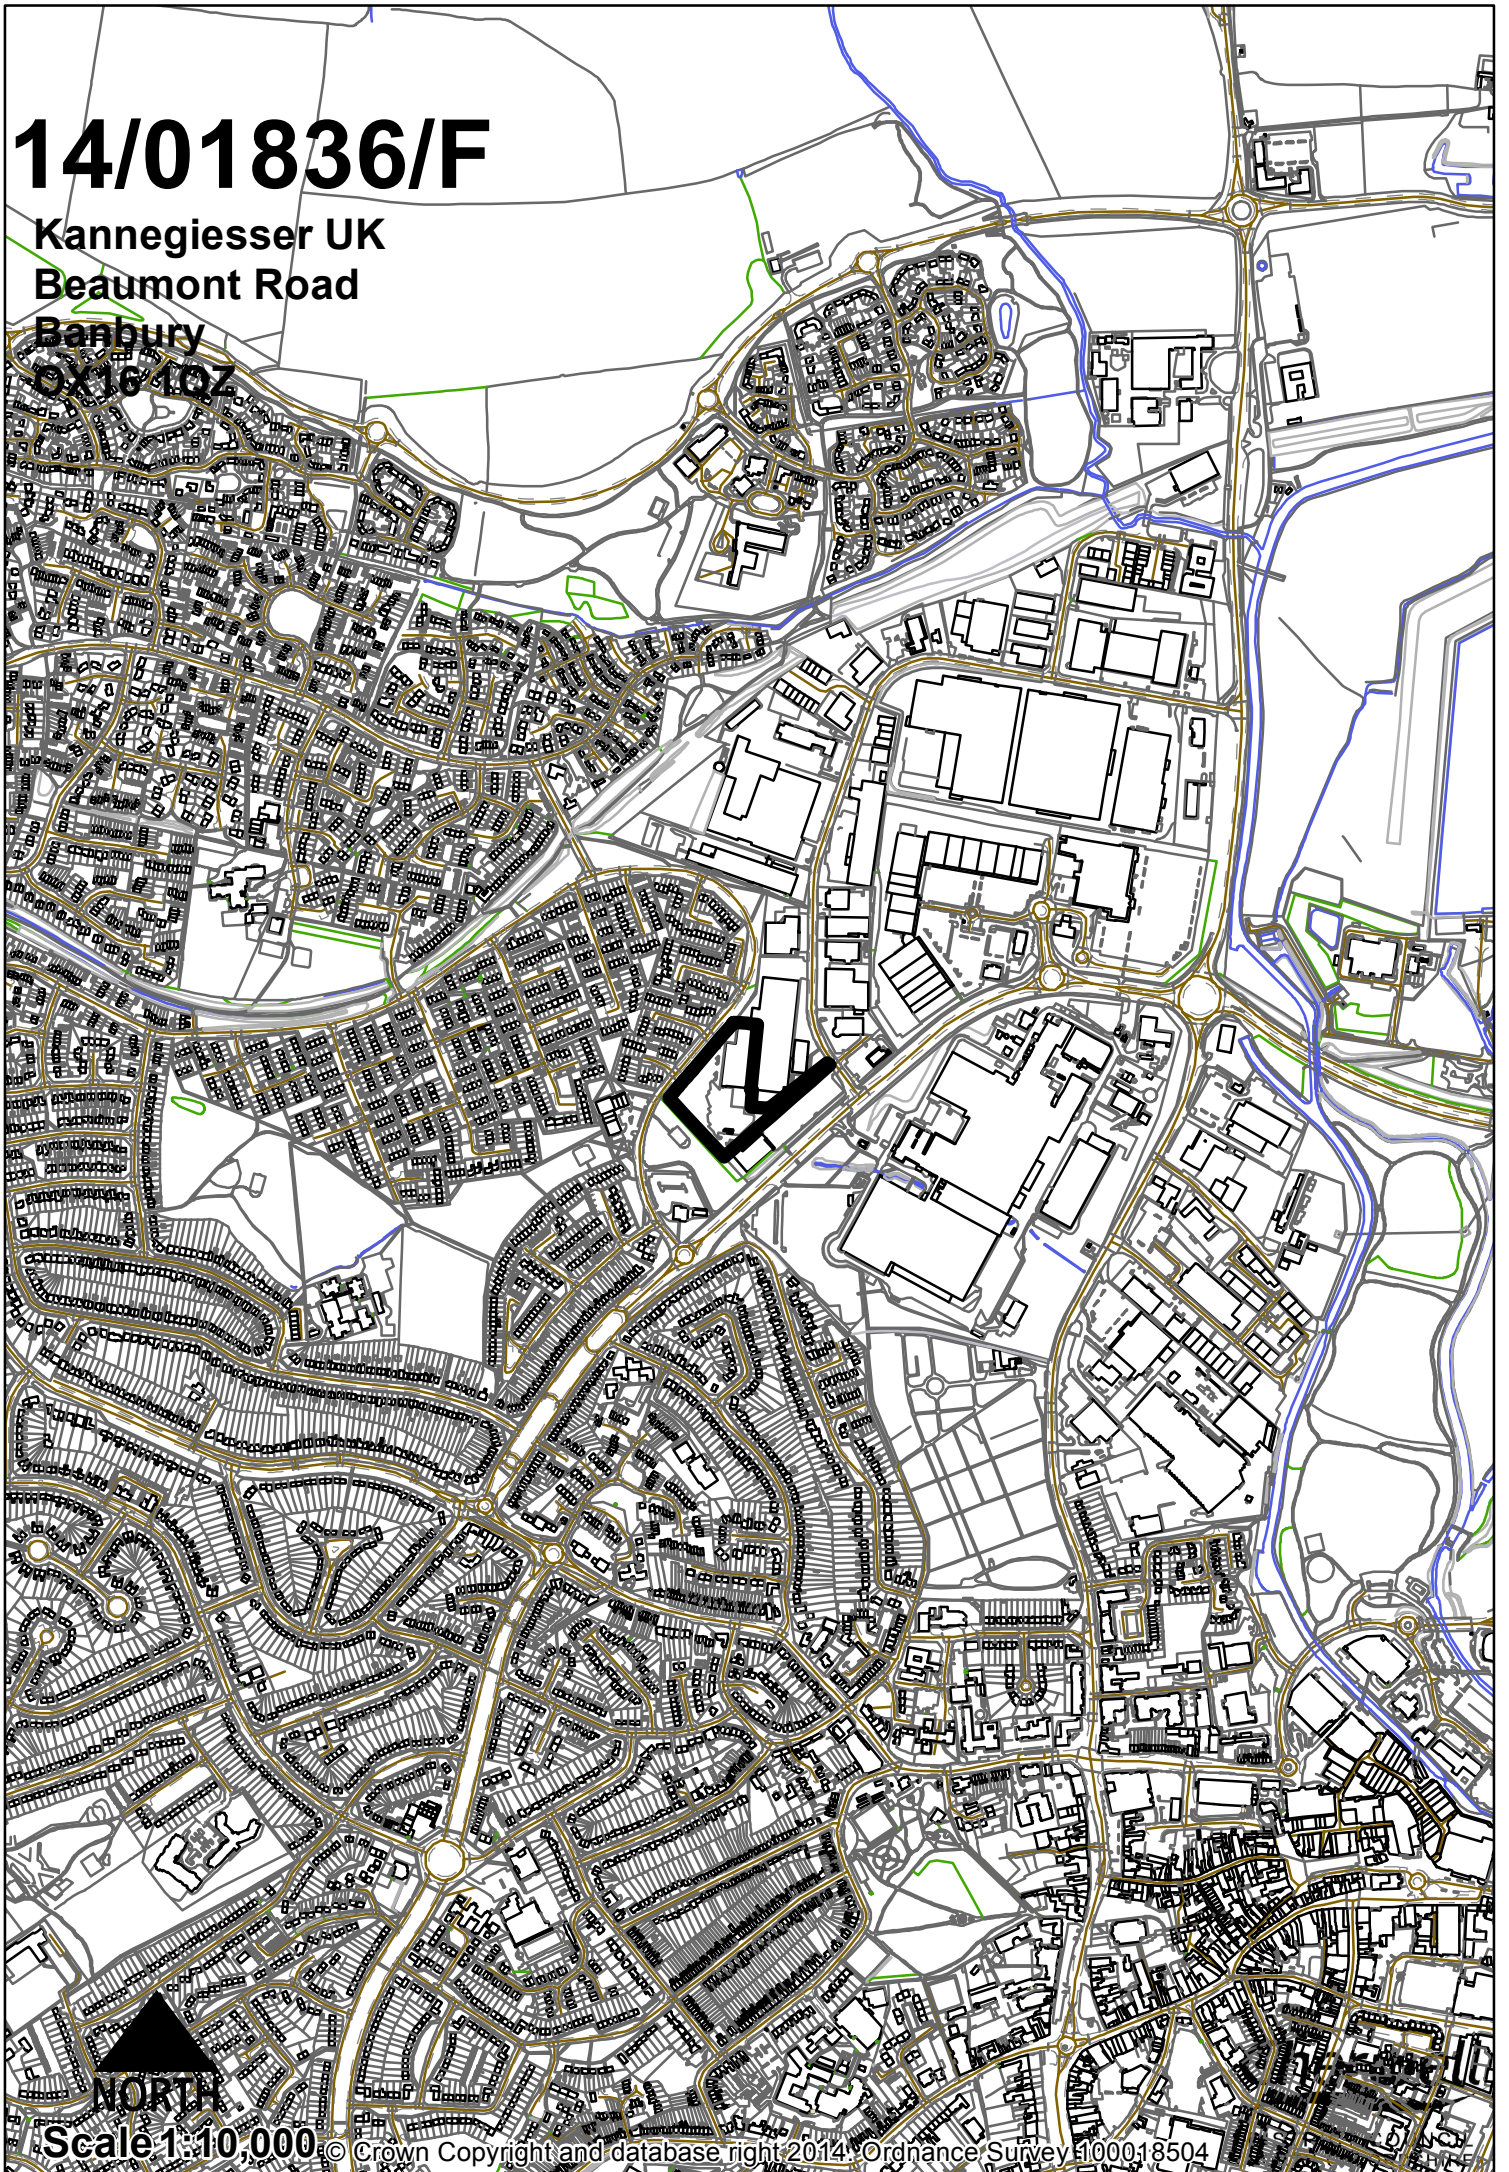 14/01836/F
Kannegiesser UK
Beaumont Road
Banbury
OX16 1QZ
NORTH
Scale 1:10,000
© Crown Copyright and database right 2014. Ordnance Survey 100018504